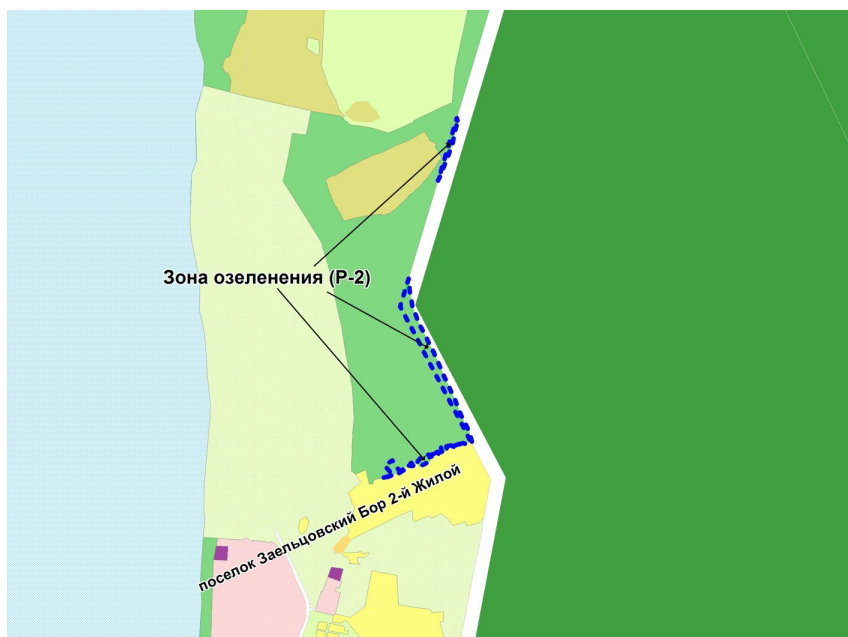 Зона озеленения (Р-2)
поселок Заельцовский Бор 2-й Жилой